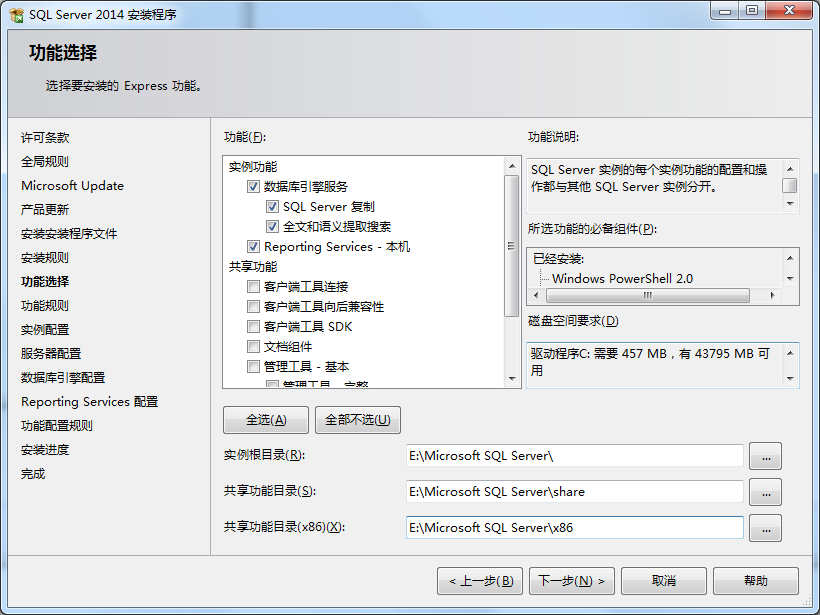 SQL Server 2014 安装程序
功能选择
选择要安装的 Express 功能。
许可条款
全局规则
Microsoft Update
产品更新
安装安装程序文件
安装规则
功能选择
功能规则
实例配置
服务器配置
数据库引擎配置
Reporting Services 配置
功能配置规则
安装进度
完成
功能(F):
实例功能
数据库引擎服务
SQL Server 复制
全文和语义提取搜索
Reporting Services - 本机
共享功能
客户端工具连接
客户端工具向后兼容性
客户端工具 SDK
文档组件
管理工具 - 基本
管理工具 - 完整
功能说明:
SQL Server 实例的每个实例功能的配置和操
作都与其他 SQL Server 实例分开。
所选功能的必备组件(P):
已经安装:
Windows PowerShell 2.0
磁盘空间要求(D)
驱动程序C: 需要 457 MB，有 43795 MB 可
用
全选(A)
全部不选(U)
实例根目录(R):
E:\Microsoft SQL Server\
...
共享功能目录(S):
E:\Microsoft SQL Server\share
...
共享功能目录(x86)(X):
E:\Microsoft SQL Server\x86
...
< 上一步(B)
下一步(N) >
取消
帮助